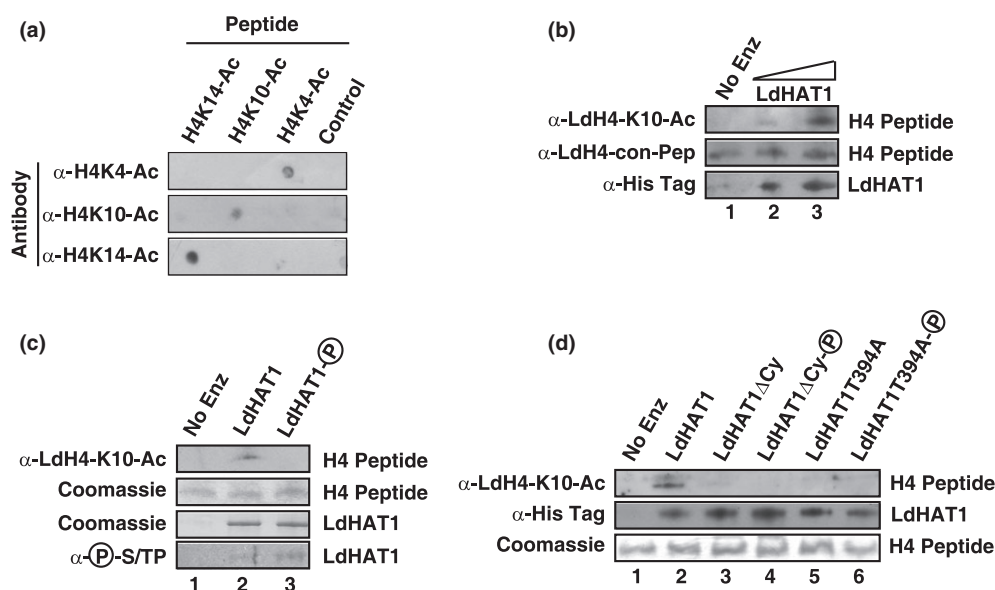 (a)
Peptide
H4K14-Ac
H4K10-Ac
H4K4-Ac
Control
Antibody
α-H4K4-Ac
α-H4K10-Ac
α-H4K14-Ac
(b)
No Enz
LdHAT1
α-LdH4-K10-Ac
H4 Peptide
α-LdH4-con-Pep
H4 Peptide
α-His Tag
LdHAT1
1 2 3
(c)
No Enz
LdHAT1
LdHAT1-Ⓟ
α-LdH4-K10-Ac
H4 Peptide
Coomassie
H4 Peptide
Coomassie
LdHAT1
α-Ⓟ-S/TP
LdHAT1
1 2 3
(d)
No Enz
LdHAT1
LdHAT1ΔCy
LdHAT1ΔCy-Ⓟ
LdHAT1T394A
LdHAT1T394A-Ⓟ
α-LdH4-K10-Ac
H4 Peptide
α-His Tag
LdHAT1
Coomassie
H4 Peptide
1 2 3 4 5 6